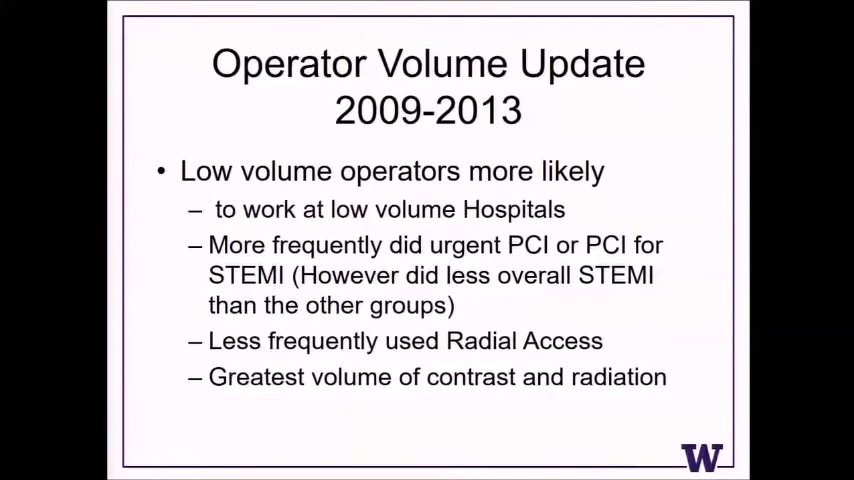 Operator Volume Update
2009-2013
• Low volume operators more likely
– to work at low volume Hospitals
– More frequently did urgent PCI or PCI for
STEMI (However did less overall STEMI
than the other groups)
– Less frequently used Radial Access
– Greatest volume of contrast and radiation
W